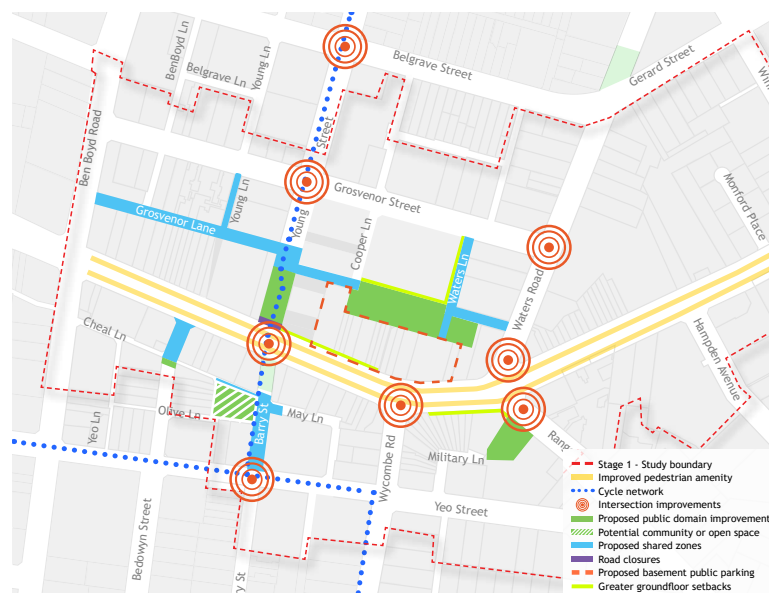 Belgrave Street
Gerard Street
BenBoyd Ln
Young Ln
Belgrave Ln
Street
Ben Boyd Road
Grosvenor Street
Young Ln
Monford Place
Grosvenor Lane
Young
Cooper Ln
Waters Ln
Waters Road
Cheal Ln
Hampden Avenue
Olive Ln
May Ln
Barry St
Yeo Ln
Wycombe Rd
Military Ln
Rang
Yeo Street
Bedowyn Street
ry St
Stage 1 - Study boundary
Improved pedestrian amenity
Cycle network
Intersection improvements
Proposed public domain improvement
Potential community or open space
Proposed shared zones
Road closures
Proposed basement public parking
Greater groundfloor setbacks